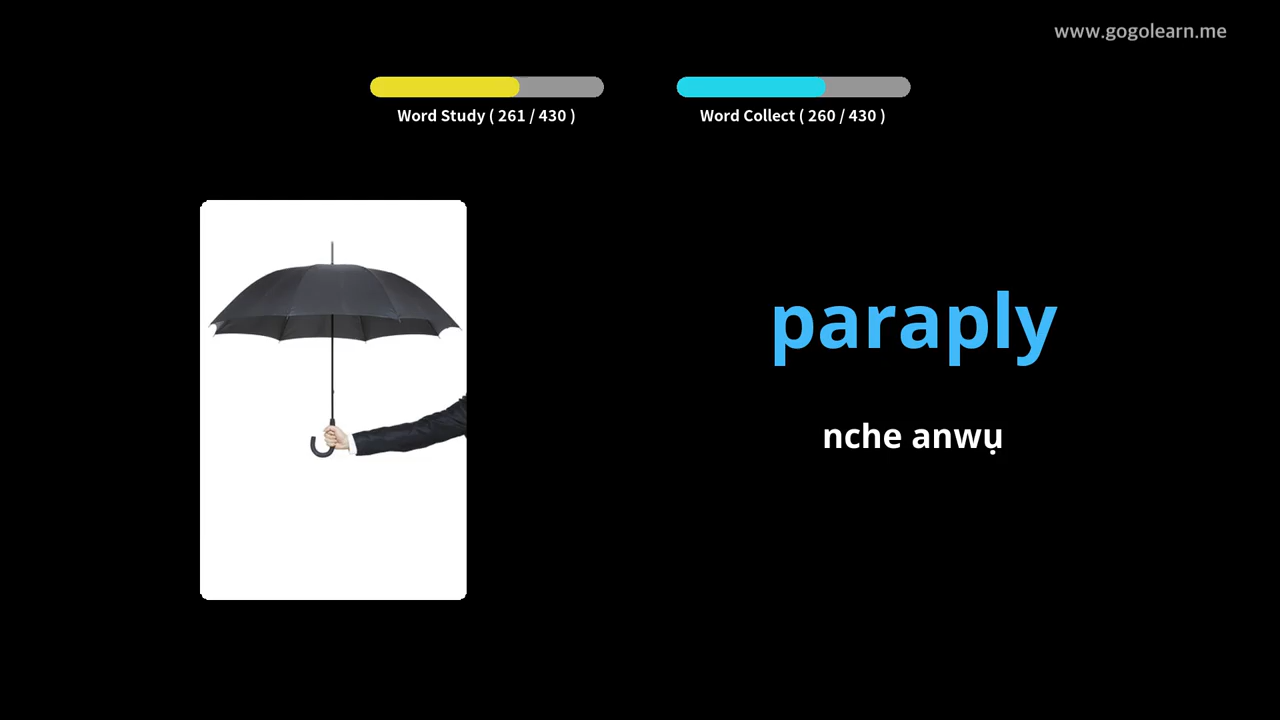 www.gogolearn.me
Word Study ( 261 / 430 )
Word Collect ( 260 / 430 )
paraply
nche anwụ